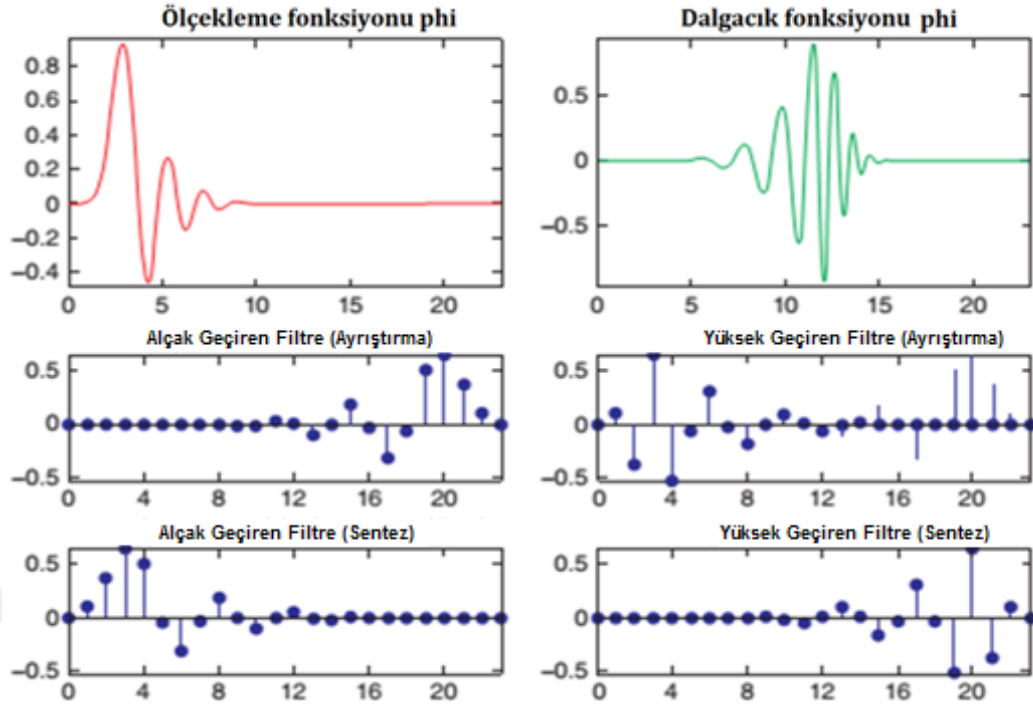 Ölçekleme fonksiyonu phi
0.8
0.6
0.4
0.2
0
−0.2
−0.4
0 5 10 15 20
Dalgacık fonksiyonu phi
0.5
0
−0.5
0 5 10 15 20
Alçak Geçiren Filtre (Ayrıştırma)
0.5
0
−0.5
0 4 8 12 16 20
Yüksek Geçiren Filtre (Ayrıştırma)
0.5
0
−0.5
0 4 8 12 16 20
Alçak Geçiren Filtre (Sentez)
0.5
0
−0.5
0 4 8 12 16 20
Yüksek Geçiren Filtre (Sentez)
0.5
0
−0.5
0 4 8 12 16 20